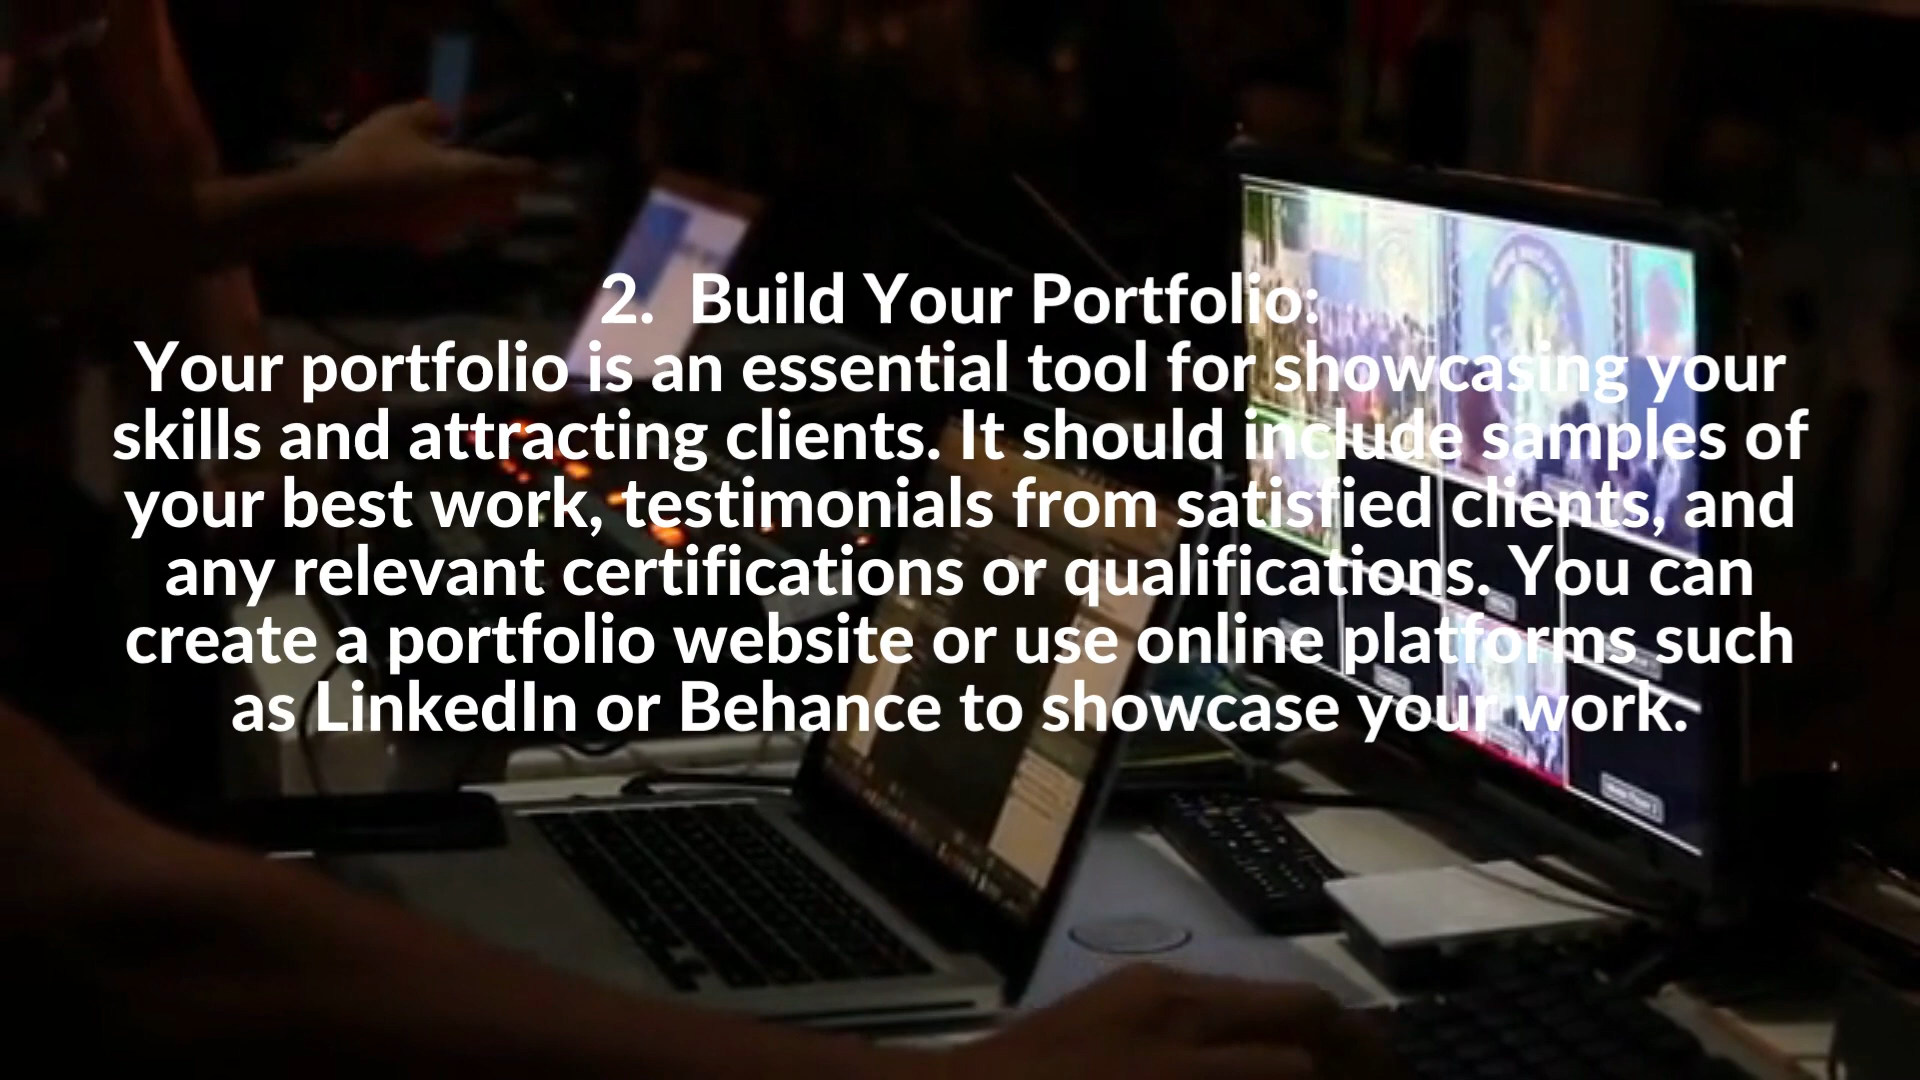 2.  Build Your Portfolio:
Your portfolio is an essential tool for showcasing your
skills and attracting clients. It should include samples of
your best work, testimonials from satisfied clients, and
any relevant certifications or qualifications. You can
create a portfolio website or use online platforms such
as LinkedIn or Behance to showcase your work.